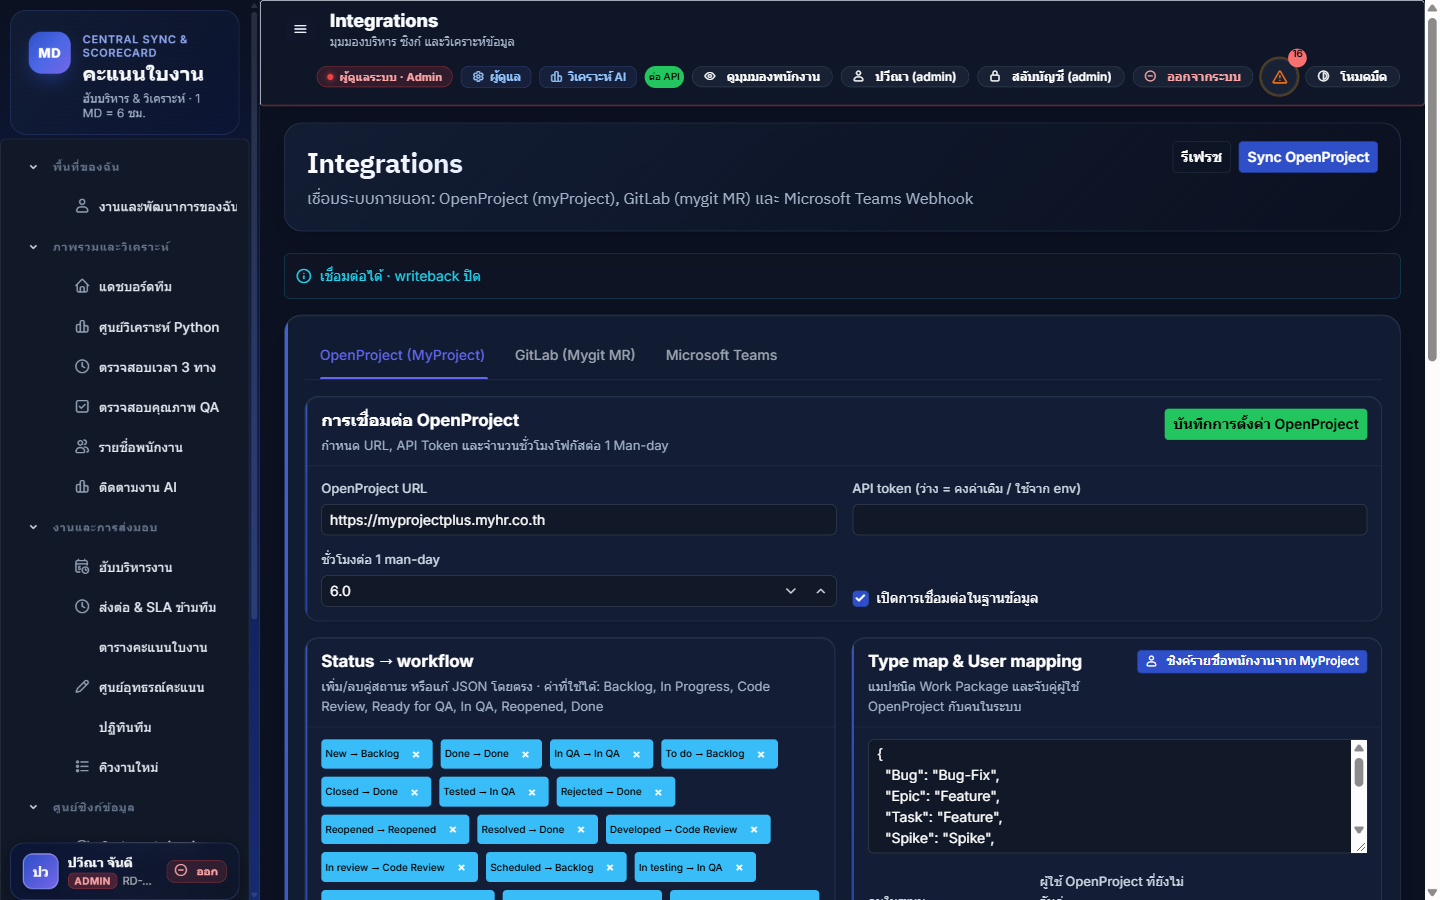 MD
CENTRAL SYNC &
SCORECARD
คะแนนใบงาน
ฮับบริหาร & วิเคราะห์ · 1
MD = 6 ชม.
พื้นที่ของฉัน
งานและพัฒนาการของฉัน
ภาพรวมและวิเคราะห์
แดชบอร์ดทีม
ศูนย์วิเคราะห์ Python
ตรวจสอบเวลา 3 ทาง
ตรวจสอบคุณภาพ QA
รายชื่อพนักงาน
ติดตามงาน AI
งานและการส่งมอบ
ฮับบริหารงาน
ส่งต่อ & SLA ข้ามทีม
ตารางคะแนนใบงาน
ศูนย์อุทธรณ์คะแนน
ปฏิทินทีม
คิวงานใหม่
ศูนย์ซิงก์ข้อมูล
ปว
ปวีณา จันดี
ADMIN RD-...
ออก
Integrations
มุมมองบริหาร ซิงก์ และวิเคราะห์ข้อมูล
ผู้ดูแลระบบ · Admin
ผู้ดูแล
วิเคราะห์ AI
ต่อ API
ดูมุมมองพนักงาน
ปวีณา (admin)
สลับบัญชี (admin)
ออกจากระบบ
16
โหมดมืด
Integrations
เชื่อมระบบภายนอก: OpenProject (myProject), GitLab (mygit MR) และ Microsoft Teams Webhook
รีเฟรช
Sync OpenProject
เชื่อมต่อได้ · writeback ปิด
OpenProject (MyProject)
GitLab (Mygit MR)
Microsoft Teams
การเชื่อมต่อ OpenProject
กำหนด URL, API Token และจำนวนชั่วโมงโฟกัสต่อ 1 Man-day
บันทึกการตั้งค่า OpenProject
OpenProject URL
https://myprojectplus.myhr.co.th
API token (ว่าง = คงค่าเดิม / ใช้จาก env)
ชั่วโมงต่อ 1 man-day
6.0
เปิดการเชื่อมต่อในฐานข้อมูล
Status → workflow
เพิ่ม/ลบคู่สถานะ หรือแก้ JSON โดยตรง · ค่าที่ใช้ได้: Backlog, In Progress, Code
Review, Ready for QA, In QA, Reopened, Done
New → Backlog ×
Done → Done ×
In QA → In QA ×
To do → Backlog ×
Closed → Done ×
Tested → In QA ×
Rejected → Done ×
Reopened → Reopened ×
Resolved → Done ×
Developed → Code Review ×
In review → Code Review ×
Scheduled → Backlog ×
In testing → In QA ×
Type map & User mapping
แมปชนิด Work Package และจับคู่ผู้ใช้
OpenProject กับคนในระบบ
ซิงค์รายชื่อพนักงานจาก MyProject
{
"Bug": "Bug-Fix",
"Epic": "Feature",
"Task": "Feature",
"Spike": "Spike",
ผู้ใช้ OpenProject ที่ยังไม่